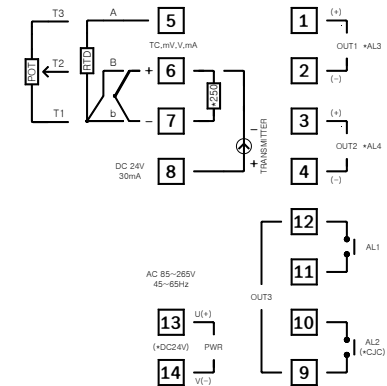 T3 A 5 1 (+)
TC,mV,V,mA OUT1 *AL3
POT T2 RTD B + 6 *250 2 (-)
T1 b - 7 3 (+)
- TRANSMITTER + OUT2 *AL4
DC 24V 30mA 8 4 (-)
12
AL1
11
AC 85~265V
45~65Hz
OUT3
13 U(+) 10
(*DC24V) PWR AL2
(*CJC)
14 V(-) 9